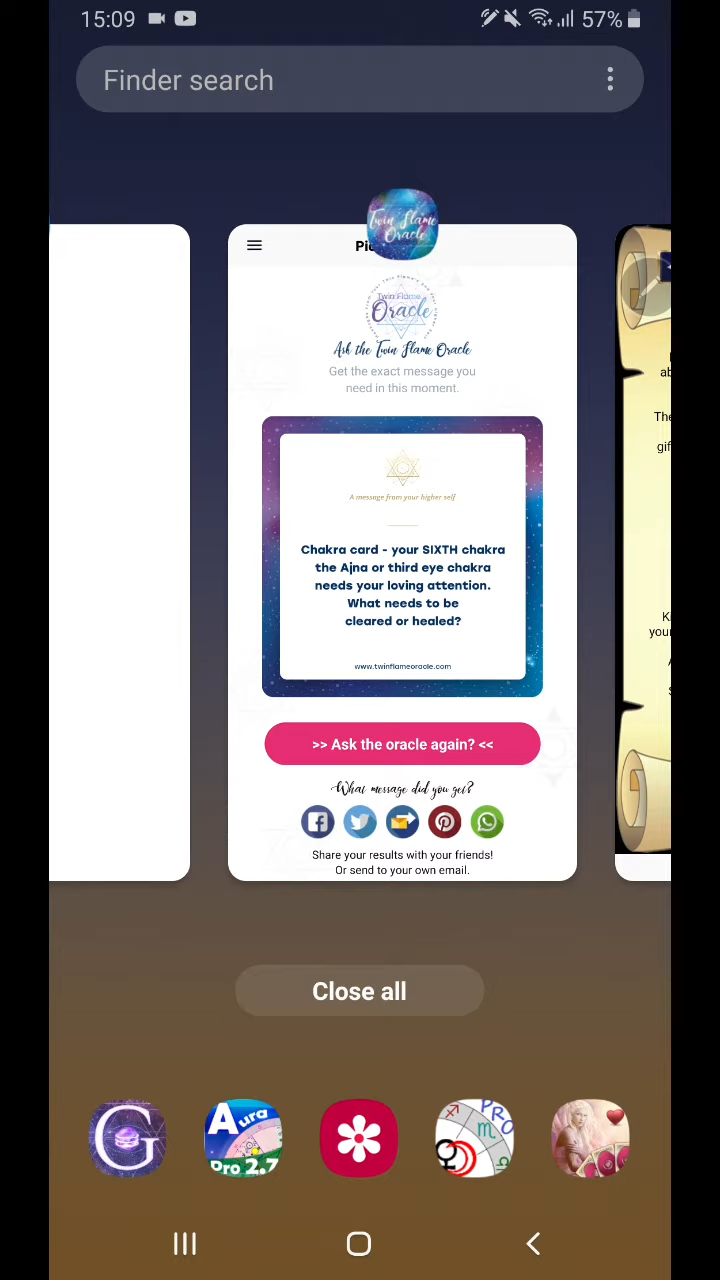 15:09
57%
Finder search
Twin Flame
Oracle
Twin Flame
Oracle
Ask the Twin Flame Oracle
Get the exact message you
need in this moment.
A message from your higher self
Chakra card - your SIXTH chakra
the Ajna or third eye chakra
needs your loving attention.
What needs to be
cleared or healed?
www.twinflameoracle.com
>> Ask the oracle again? <<
What message did you get?
Share your results with your friends!
Or send to your own email.
The
Close all
G
Aura
Pro 2.7
PRO